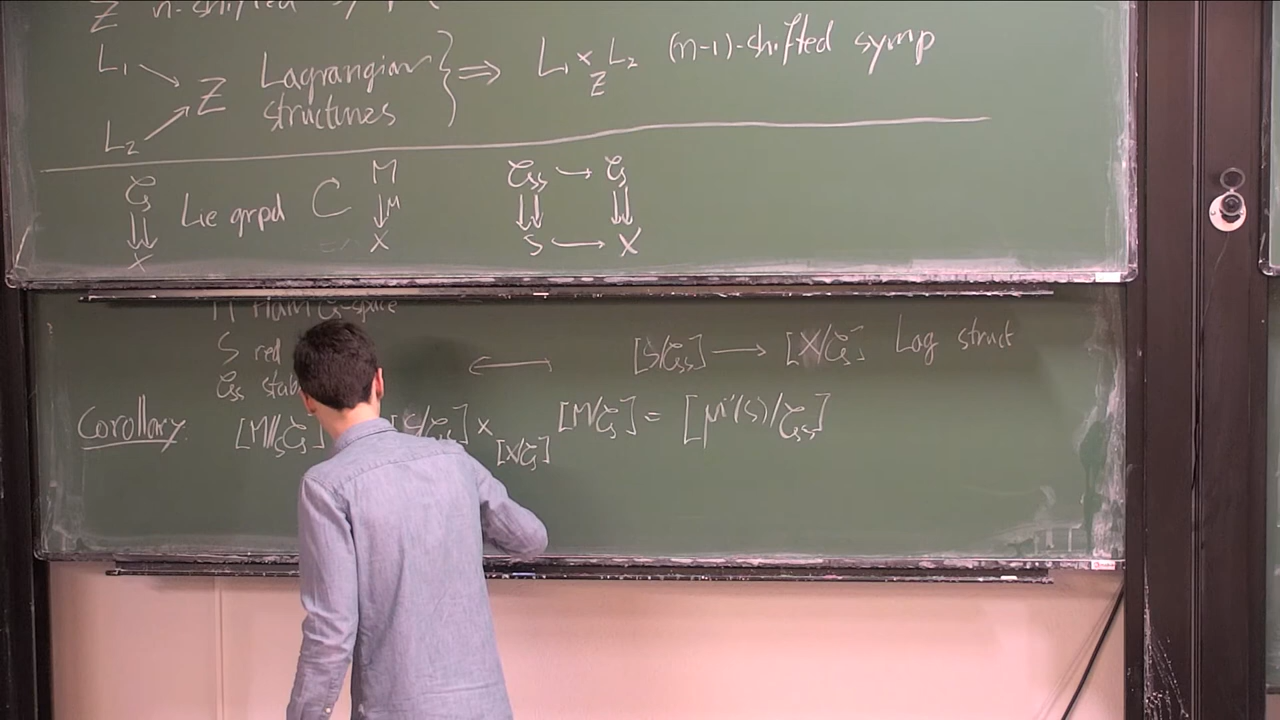 Z n-shifted
L₁ → Z Lagrangian structures } ⟹ L₁ ×_Z L₂ (n-1)-shifted symp
L₂ → Z
𝒢 ⇊ X Lie grpd C M ↓μ X 𝒢_S → 𝒢 ⇊ ⇊ S → X
M Ham 𝒢-space
S red
𝒢_S stab ⟷ [S/𝒢_S] → [X/𝒢] Lag struct
Corollary: [M//_S 𝒢] [S/𝒢_S] ×_[X/𝒢] [M/𝒢] = [μ⁻¹(S)/𝒢_S]